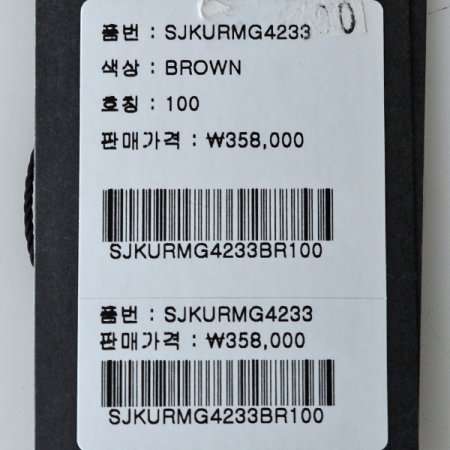 품번 : SJKURMG4233
색상 : BROWN
호칭 : 100
판매가격 : ₩358,000
SJKURMG4233BR100
품번 : SJKURMG4233
판매가격 : ₩358,000
SJKURMG4233BR100